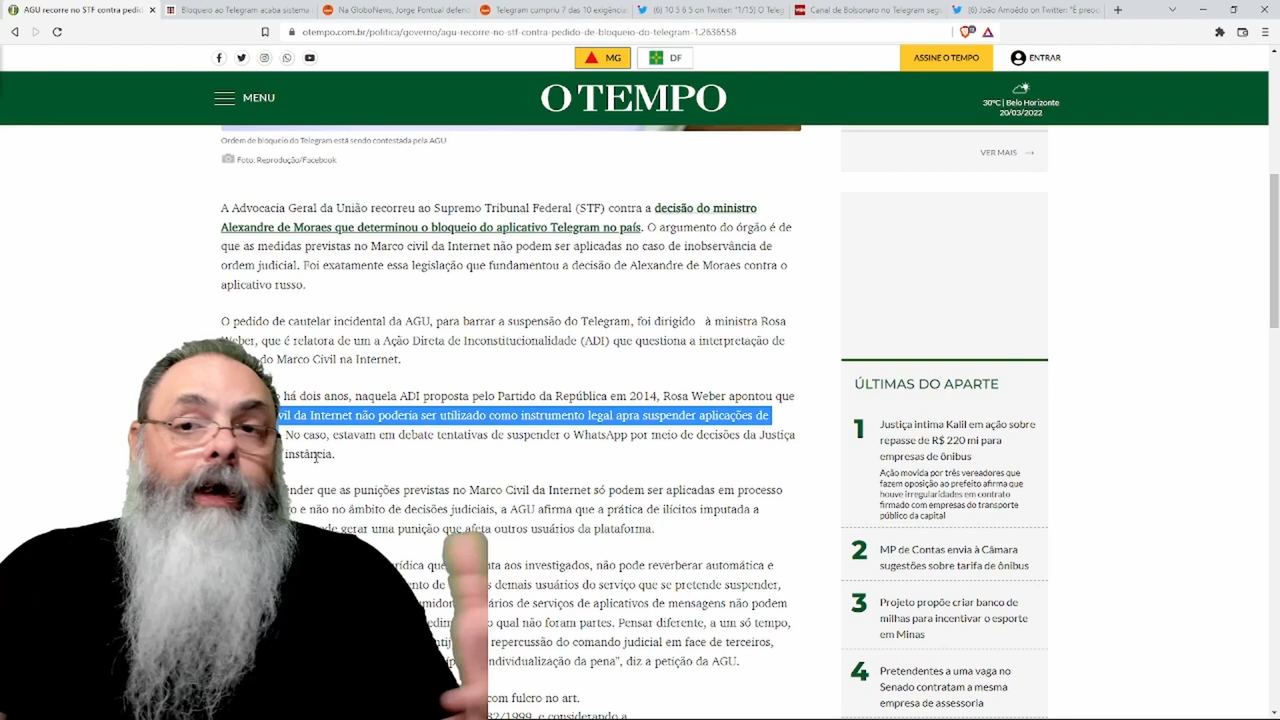 AGU recorre no STF contra pedid
Bloqueio ao Telegram acaba sistema
Na GloboNews, Jorge Pontual defen
Telegram cumpriu 7 das 10 exigênc
(6) 10 5 6 5 on Twitter: "1/15) O Teleg
Canal de Bolsonaro no Telegram seg
(6) João Amoêdo on Twitter: "É preoc
otempo.com.br/politica/governo/agu-recorre-no-stf-contra-pedido-de-bloqueio-do-telegram-1.2636558
MG
DF
ASSINE O TEMPO
ENTRAR
MENU
O TEMPO
30ºC | Belo Horizonte
20/03/2022
Ordem de bloqueio do Telegram está sendo contestada pela AGU
Foto: Reprodução/Facebook
A Advocacia Geral da União recorreu ao Supremo Tribunal Federal (STF) contra a decisão do ministro
Alexandre de Moraes que determinou o bloqueio do aplicativo Telegram no país. O argumento do órgão é de
que as medidas previstas no Marco civil da Internet não podem ser aplicadas no caso de inobservância de
ordem judicial. Foi exatamente essa legislação que fundamentou a decisão de Alexandre de Moraes contra o
aplicativo russo.
O pedido de cautelar incidental da AGU, para barrar a suspensão do Telegram, foi dirigido à ministra Rosa
Weber, que é relatora de um a Ação Direta de Inconstitucionalidade (ADI) que questiona a interpretação de
do Marco Civil na Internet.
há dois anos, naquela ADI proposta pelo Partido da República em 2014, Rosa Weber apontou que
vil da Internet não poderia ser utilizado como instrumento legal apra suspender aplicações de
No caso, estavam em debate tentativas de suspender o WhatsApp por meio de decisões da Justiça
instância.
nder que as punições previstas no Marco Civil da Internet só podem ser aplicadas em processo
e não no âmbito de decisões judiciais, a AGU afirma que a prática de ilícitos imputada a
de gerar uma punição que afeta outros usuários da plataforma.
rídica que ta aos investigados, não pode reverberar automática e
nto de demais usuários do serviço que se pretende suspender,
umido ários de serviços de aplicativos de mensagens não podem
edim qual não foram partes. Pensar diferente, a um só tempo,
ntij repercussão do comando judicial em face de terceiros,
íp individualização da pena", diz a petição da AGU.
com fulcro no art.
82/1999, e considerando a
VER MAIS →
ÚLTIMAS DO APARTE
1 Justiça intima Kalil em ação sobre
repasse de R$ 220 mi para
empresas de ônibus
Ação movida por três vereadores que
fazem oposição ao prefeito afirma que
houve irregularidades em contrato
firmado com empresas do transporte
público da capital
2 MP de Contas envia à Câmara
sugestões sobre tarifa de ônibus
3 Projeto propõe criar banco de
milhas para incentivar o esporte
em Minas
4 Pretendentes a uma vaga no
Senado contratam a mesma
empresa de assessoria